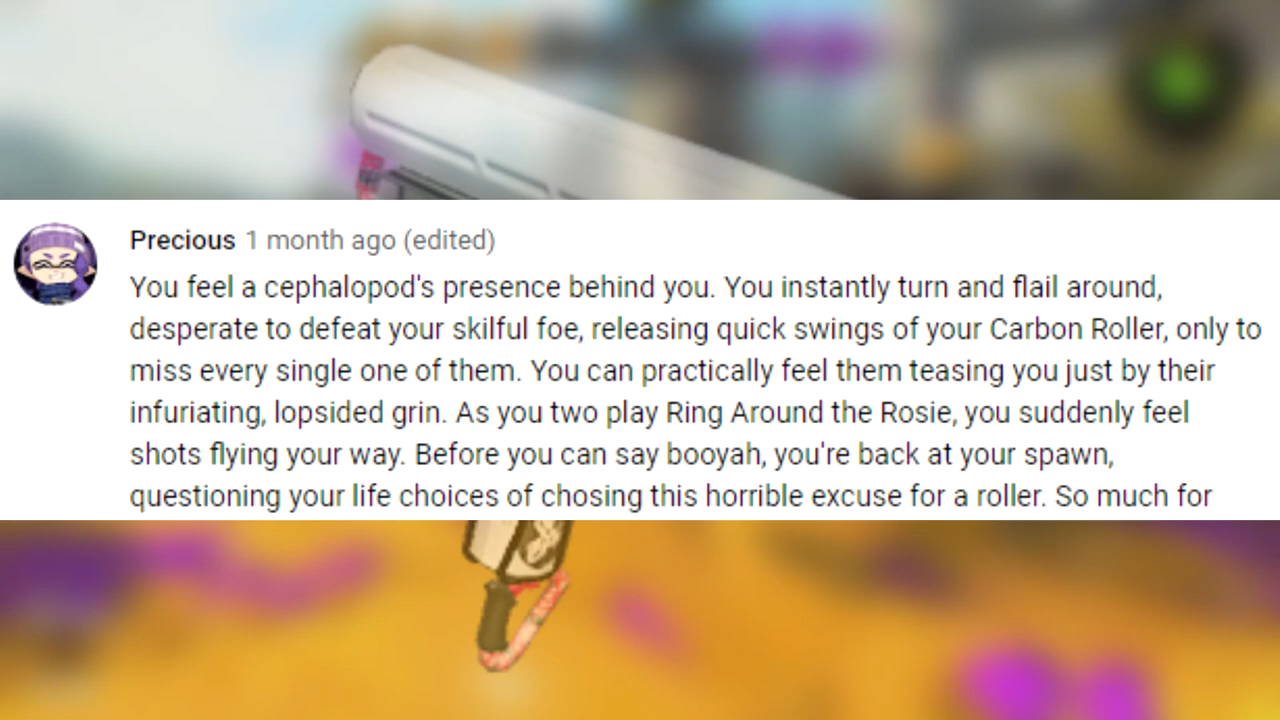 Precious 1 month ago (edited)
You feel a cephalopod's presence behind you. You instantly turn and flail around,
desperate to defeat your skilful foe, releasing quick swings of your Carbon Roller, only to
miss every single one of them. You can practically feel them teasing you just by their
infuriating, lopsided grin. As you two play Ring Around the Rosie, you suddenly feel
shots flying your way. Before you can say booyah, you're back at your spawn,
questioning your life choices of chosing this horrible excuse for a roller. So much for